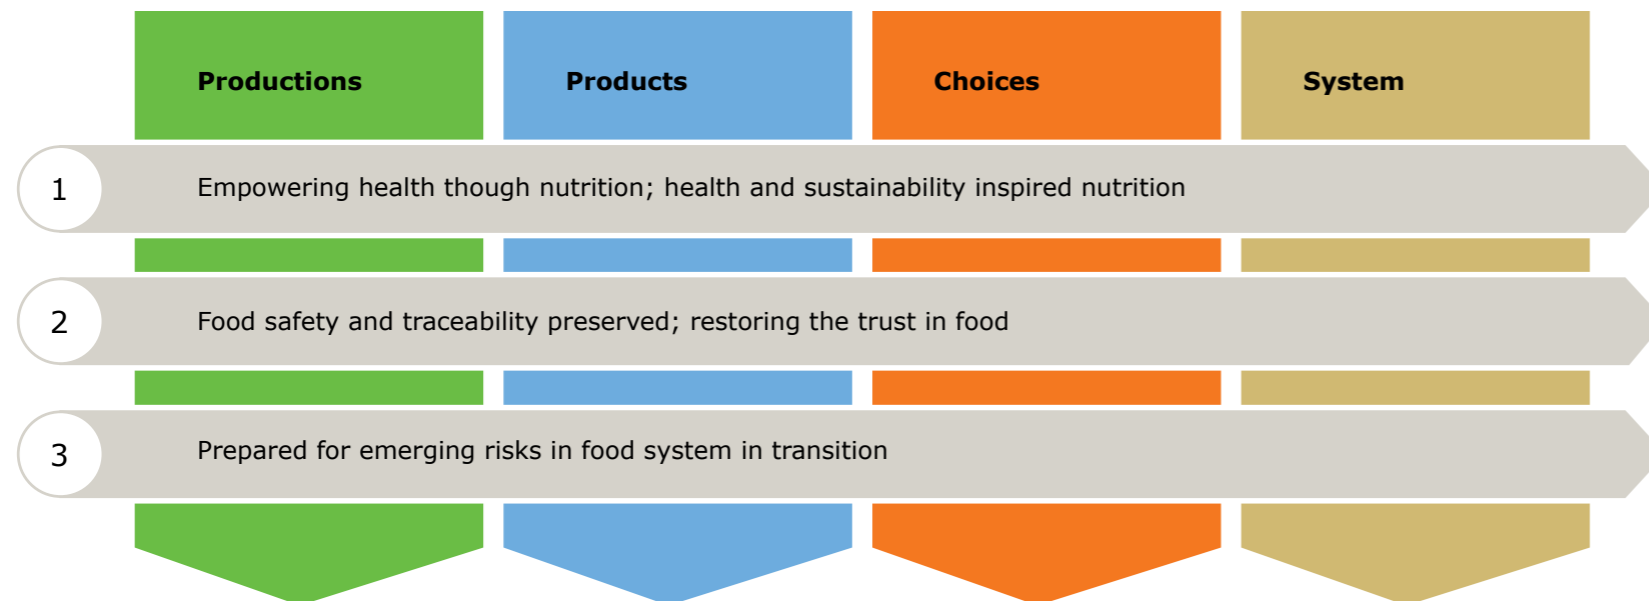 Productions Products Choices System
1 Empowering health though nutrition; health and sustainability inspired nutrition
2 Food safety and traceability preserved; restoring the trust in food
3 Prepared for emerging risks in food system in transition